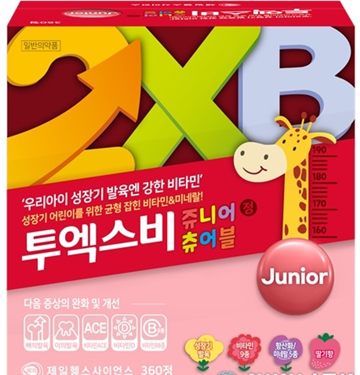 일반의약품
2XB
190
180
170
160
'우리아이 성장기 발육엔 강한 비타민'
성장기 어린이를 위한 균형 잡힌 비타민&미네랄!
투엑스비 쥬니어 정
츄어블
Junior
다음 증상의 완화 및 개선
ACE
D
B
성장기
발육
비타민
9종
항산화/
미네랄 5종
딸기향
제일헬스사이언스 360정